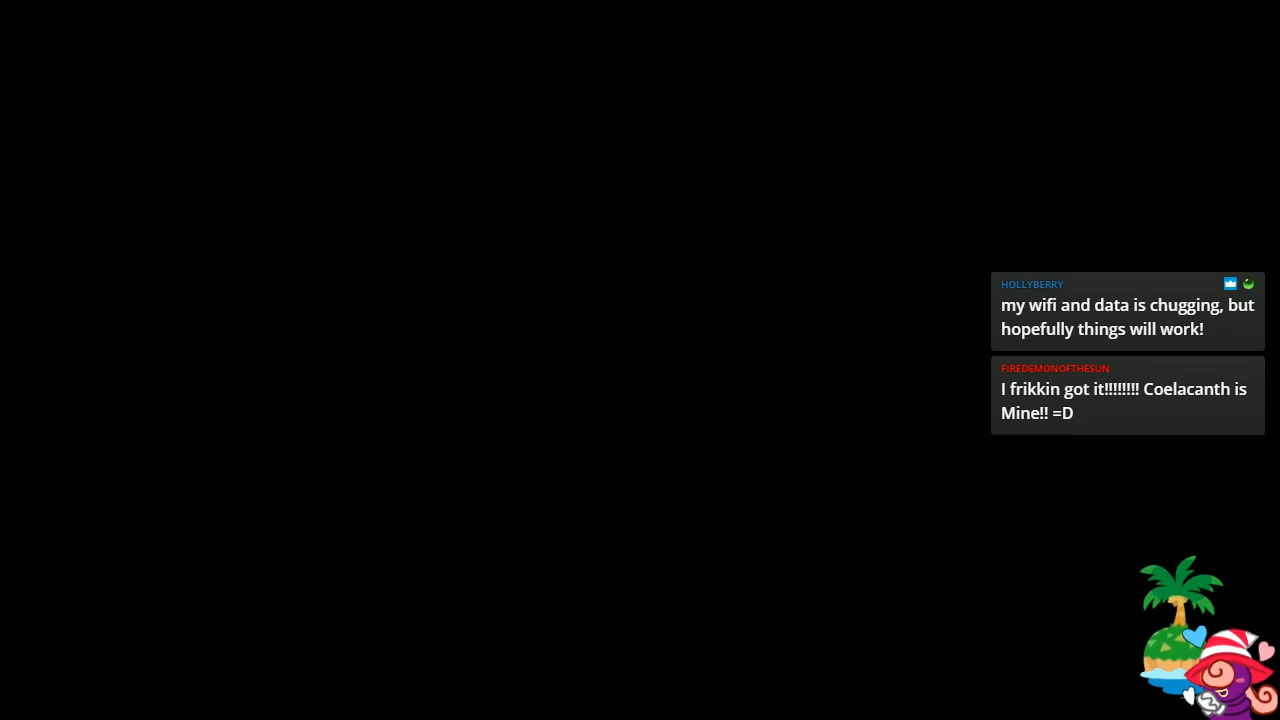 HOLLYBERRY
my wifi and data is chugging, but
hopefully things will work!
FIREDEMONOFTHESUN
I frikkin got it!!!!!!!! Coelacanth is
Mine!! =D